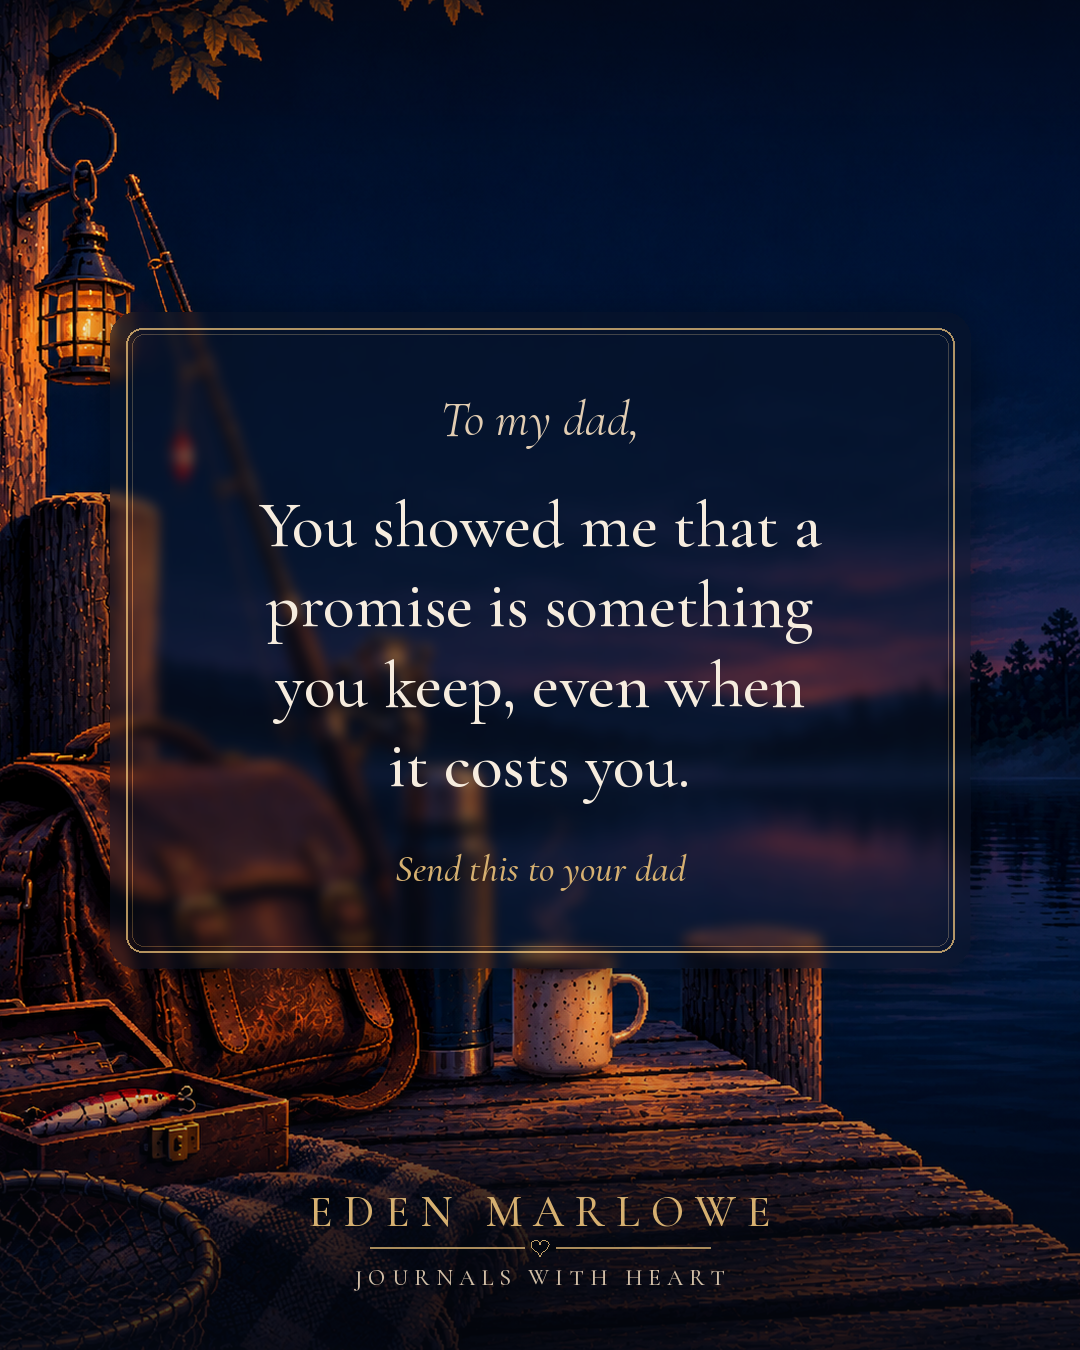 To my dad,
You showed me that a
promise is something
you keep, even when
it costs you.
Send this to your dad
EDEN MARLOWE
JOURNALS WITH HEART